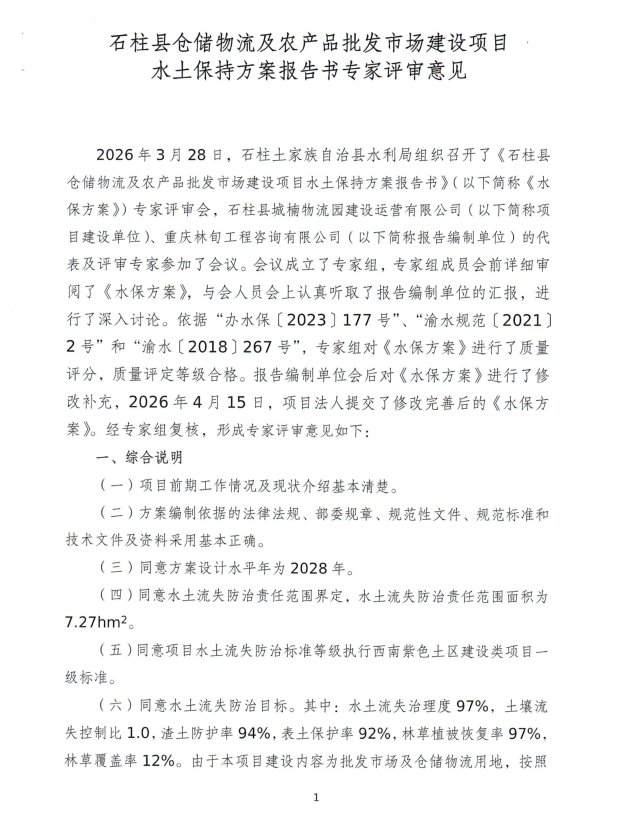 石柱县仓储物流及农产品批发市场建设项目
水土保持方案报告书专家评审意见
2026 年 3 月 28 日，石柱土家族自治县水利局组织召开了《石柱县
仓储物流及农产品批发市场建设项目水土保持方案报告书》（以下简称《水
保方案》）专家评审会，石柱县城楠物流园建设运营有限公司（以下简称项
目建设单位）、重庆林旬工程咨询有限公司（以下简称报告编制单位）的代
表及评审专家参加了会议。会议成立了专家组，专家组成员会前详细审
阅了《水保方案》，与会人员会上认真听取了报告编制单位的汇报，进
行了深入讨论。依据“办水保〔2023〕177 号”、“渝水规范〔2021〕
2 号”和“渝水〔2018〕267 号”，专家组对《水保方案》进行了质量
评分，质量评定等级合格。报告编制单位会后对《水保方案》进行了修
改补充，2026 年 4 月 15 日，项目法人提交了修改完善后的《水保方
案》。经专家组复核，形成专家评审意见如下：
一、综合说明
（一）项目前期工作情况及现状介绍基本清楚。
（二）方案编制依据的法律法规、部委规章、规范性文件、规范标准和
技术文件及资料采用基本正确。
（三）同意方案设计水平年为 2028 年。
（四）同意水土流失防治责任范围界定，水土流失防治责任范围面积为
7.27hm²。
（五）同意项目水土流失防治标准等级执行西南紫色土区建设类项目一
级标准。
（六）同意水土流失防治目标。其中：水土流失治理度 97%，土壤流
失控制比 1.0，渣土防护率 94%，表土保护率 92%，林草植被恢复率 97%，
林草覆盖率 12%。由于本项目建设内容为批发市场及仓储物流用地，按照
1